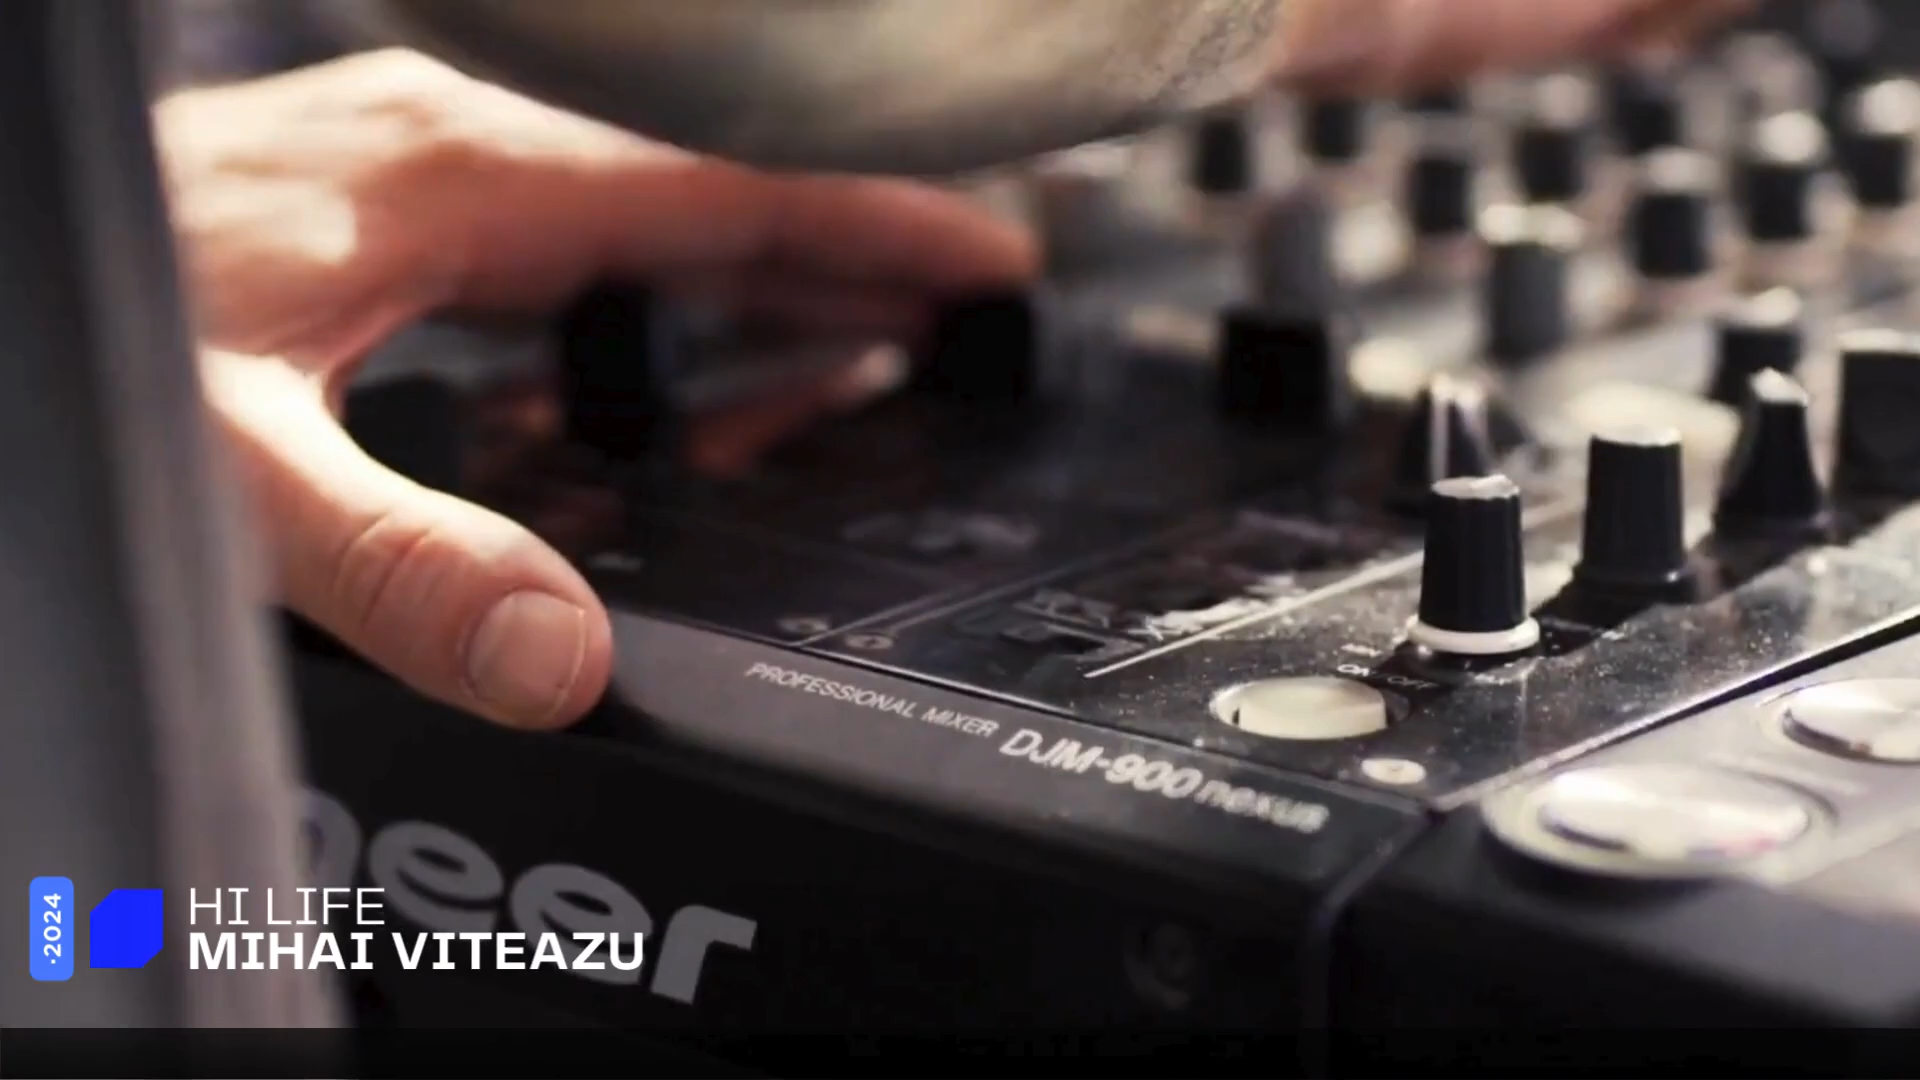 ON/OFF
PROFESSIONAL MIXER DJM-900 nexus
neer
·2024
HI LIFE
MIHAI VITEAZU